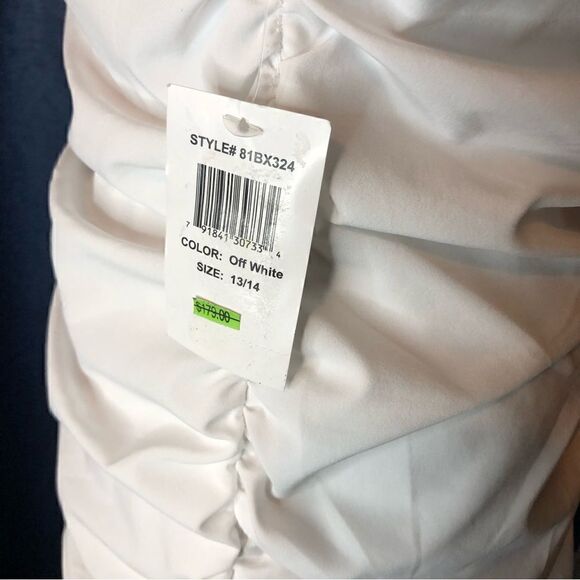 STYLE# 81BX324
7 91841 30733 4
COLOR: Off White
SIZE: 13/14
$179.00